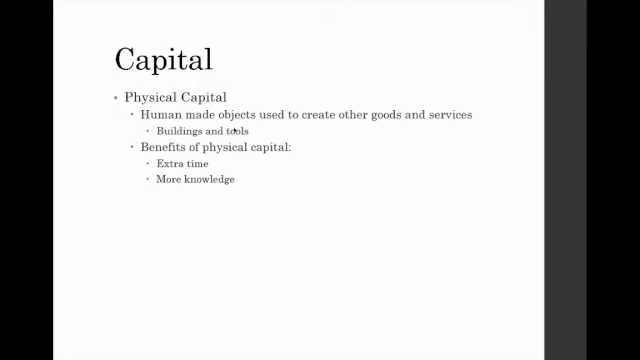 Capital
• Physical Capital
• Human made objects used to create other goods and services
• Buildings and tools
• Benefits of physical capital:
• Extra time
• More knowledge